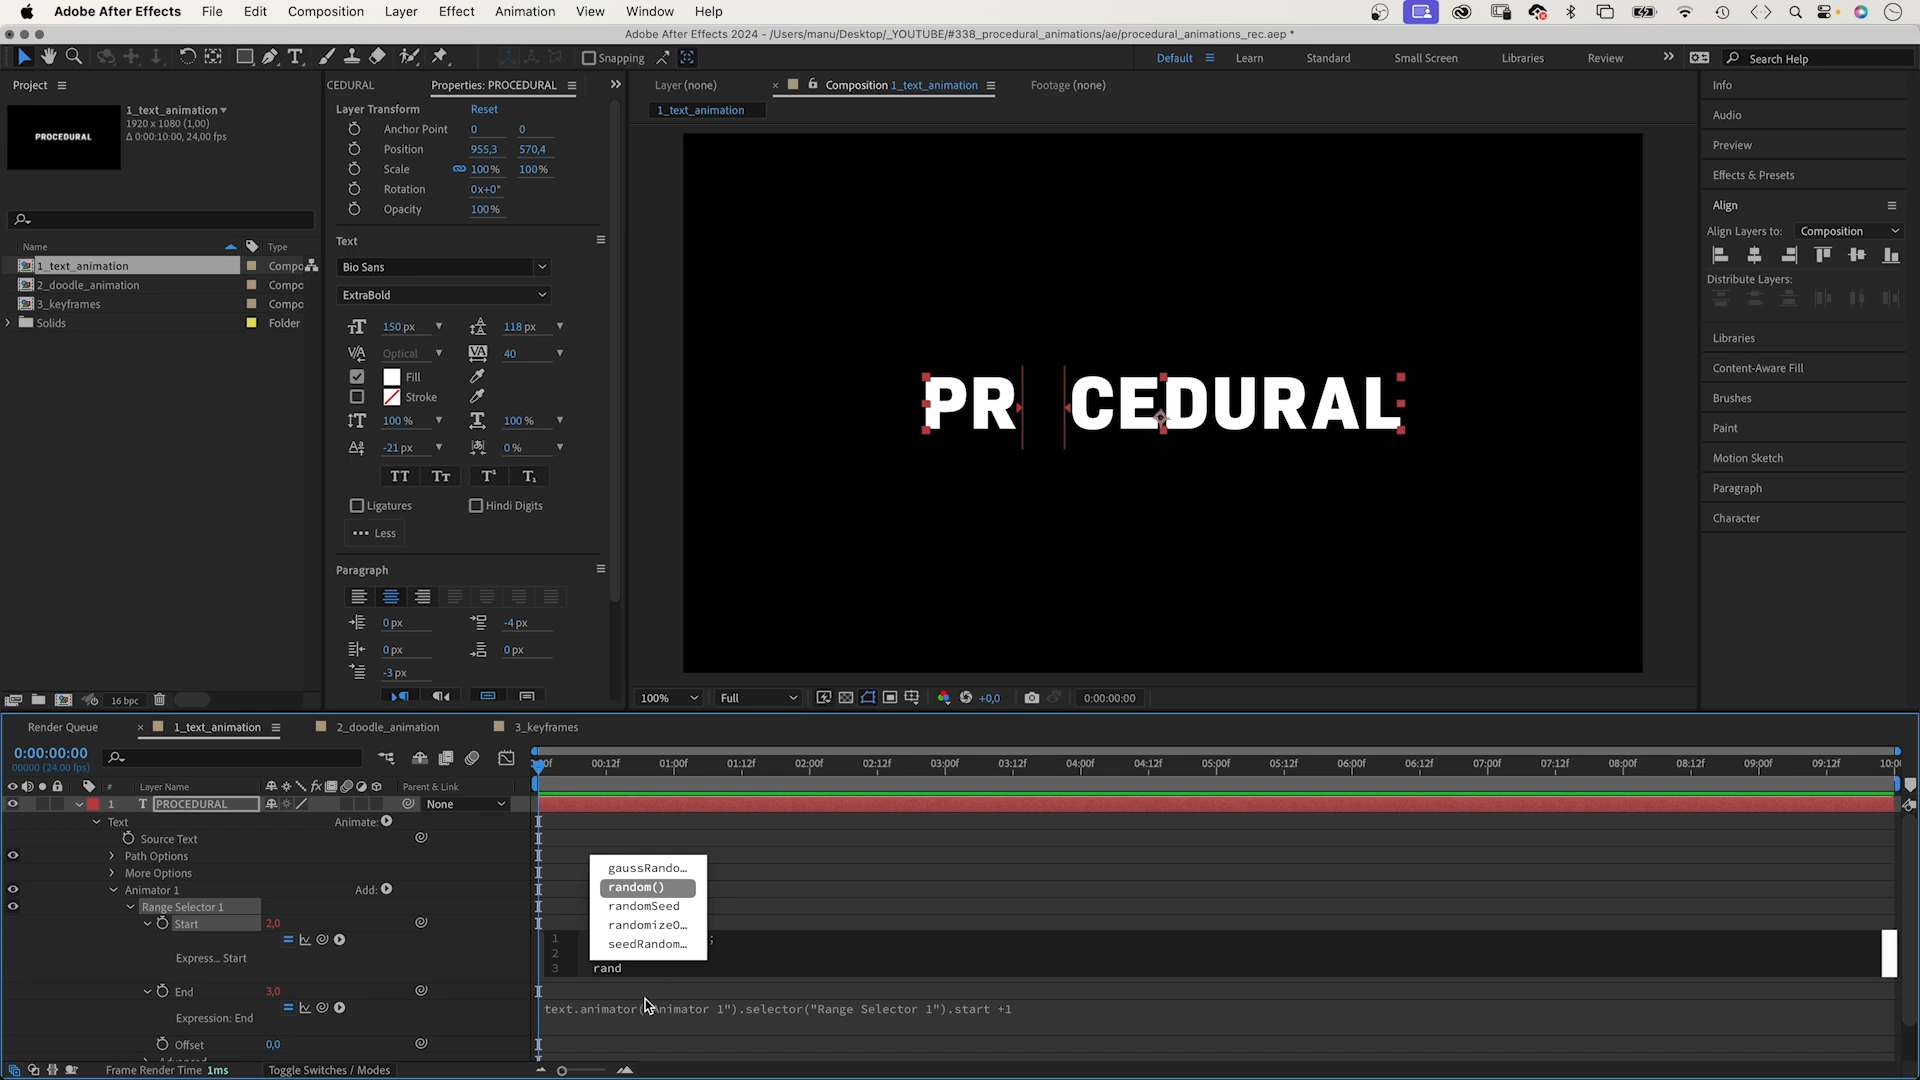 Adobe After Effects File Edit Composition Layer Effect Animation View Window Help
Adobe After Effects 2024 - /Users/manu/Desktop/_YOUTUBE/#338_procedural_animations/ae/procedural_animations_rec.aep *
Snapping Default Learn Standard Small Screen Libraries Review Search Help
Project
1_text_animation
1920 x 1080 (1,00)
Δ 0:00:10:00, 24,00 fps
PROCEDURAL
Name Type
1_text_animation Compo
2_doodle_animation Compo
3_keyframes Compo
Solids Folder
16 bpc
CEDURAL Properties: PROCEDURAL
Layer Transform Reset
Anchor Point 0 0
Position 955,3 570,4
Scale 100% 100%
Rotation 0x+0°
Opacity 100%
Text
Bio Sans
ExtraBold
150 px 118 px
Optical 40
Fill
Stroke
100% 100%
-21 px 0%
TT Tт T¹ T₁
Ligatures Hindi Digits
Less
Paragraph
0 px -4 px
0 px 0 px
-3 px
Layer (none) Composition 1_text_animation Footage (none)
1_text_animation
PR CEDURAL
100% Full +0,0 0:00:00:00
Info
Audio
Preview
Effects & Presets
Align
Align Layers to: Composition
Distribute Layers:
Libraries
Content-Aware Fill
Brushes
Paint
Motion Sketch
Paragraph
Character
Render Queue 1_text_animation 2_doodle_animation 3_keyframes
0:00:00:00
00000 (24.00 fps)
00:12f 01:00f 01:12f 02:00f 02:12f 03:00f 03:12f 04:00f 04:12f 05:00f 05:12f 06:00f 06:12f 07:00f 07:12f 08:00f 08:12f 09:00f 09:12f
# Layer Name Parent & Link
1 T PROCEDURAL None
Text Animate:
Source Text
Path Options
More Options
Animator 1 Add:
Range Selector 1
Start 2,0
Express... Start
End 3,0
Expression: End
Offset 0,0
gaussRando...
random()
randomSeed
randomizeO...
seedRandom...
1 ;
2
3 rand
text.animator("Animator 1").selector("Range Selector 1").start +1
Frame Render Time 1ms Toggle Switches / Modes